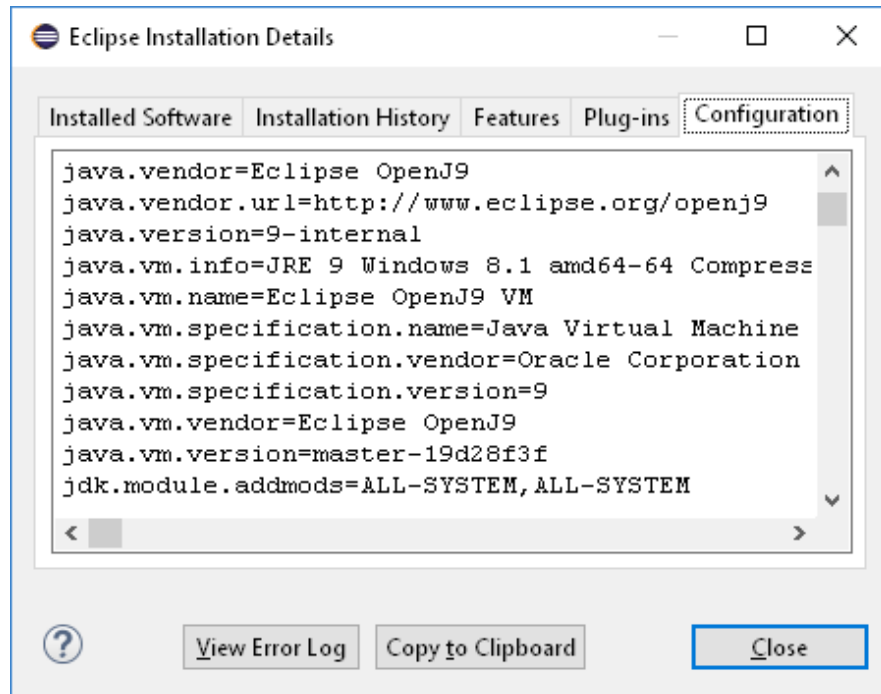 Eclipse Installation Details
Installed Software Installation History Features Plug-ins Configuration
java.vendor=Eclipse OpenJ9
java.vendor.url=http://www.eclipse.org/openj9
java.version=9-internal
java.vm.info=JRE 9 Windows 8.1 amd64-64 Compress
java.vm.name=Eclipse OpenJ9 VM
java.vm.specification.name=Java Virtual Machine
java.vm.specification.vendor=Oracle Corporation
java.vm.specification.version=9
java.vm.vendor=Eclipse OpenJ9
java.vm.version=master-19d28f3f
jdk.module.addmods=ALL-SYSTEM,ALL-SYSTEM
? View Error Log Copy to Clipboard Close